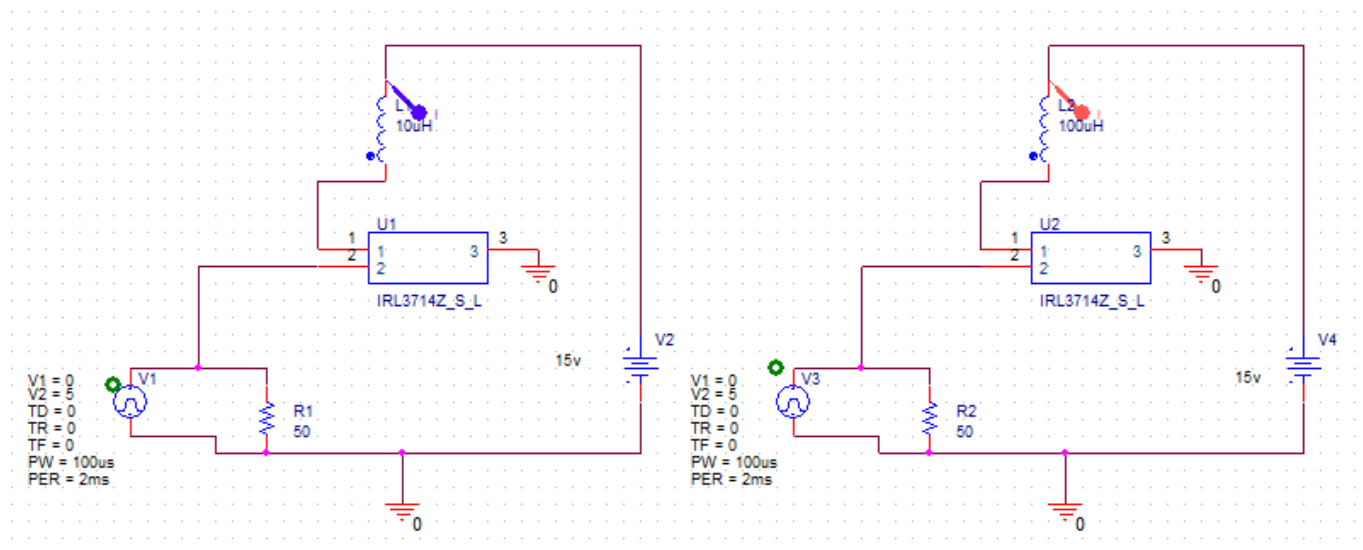 L1
10uH
U1
1
2
1
2
3
3
0
IRL3714Z_S_L
V2
15v
V1 = 0
V2 = 5
TD = 0
TR = 0
TF = 0
PW = 100us
PER = 2ms
V1
R1
50
0
L2
100uH
U2
1
2
1
2
3
3
0
IRL3714Z_S_L
V4
15v
V1 = 0
V2 = 5
TD = 0
TR = 0
TF = 0
PW = 100us
PER = 2ms
V3
R2
50
0